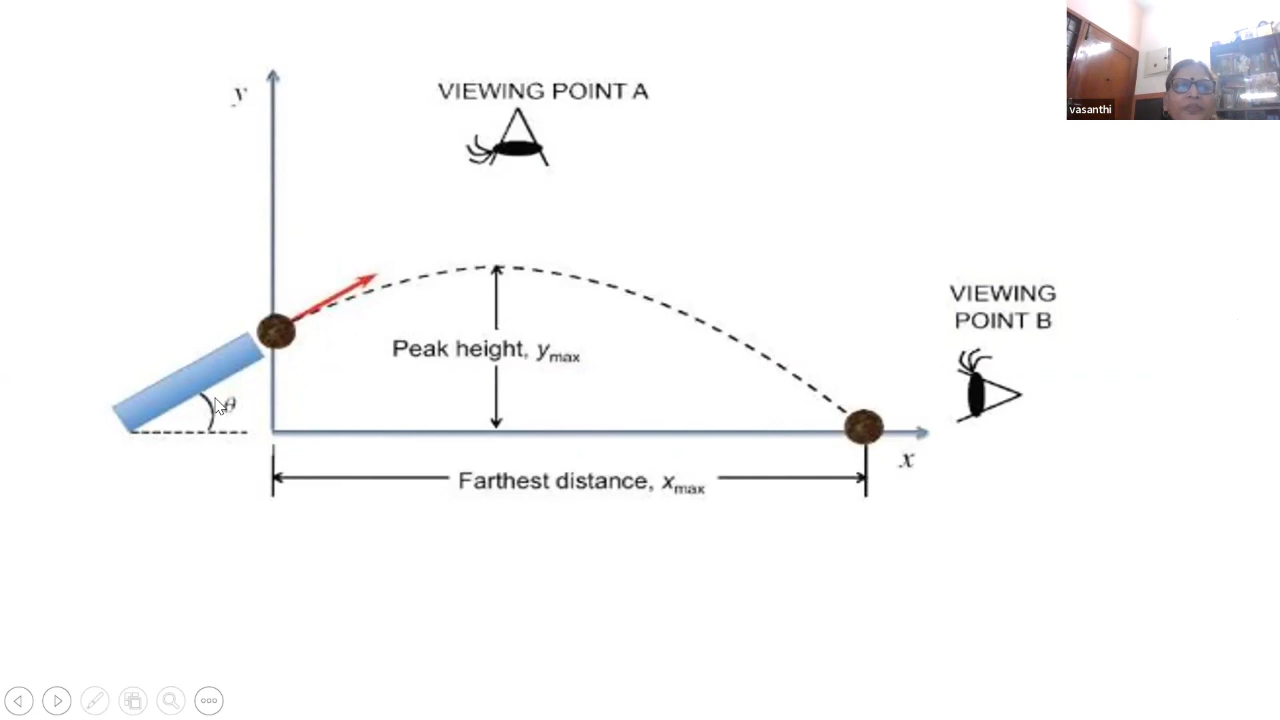 vasanthi
y
VIEWING POINT A
VIEWING
POINT B
Peak height, ymax
θ
x
Farthest distance, xmax